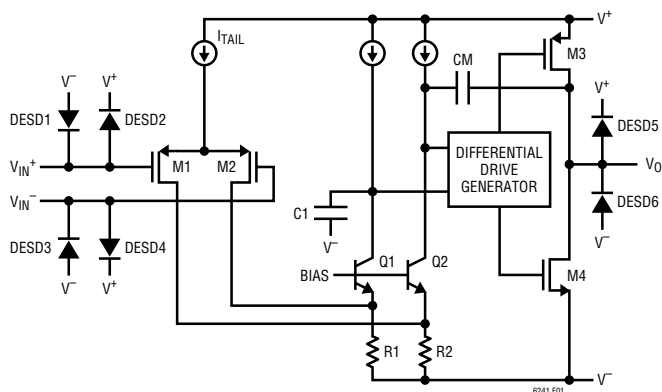 V+
ITAIL
CM
M3
V−
V+
V+
DESD1
DESD2
DESD5
VIN+
M1
M2
DIFFERENTIAL
DRIVE
GENERATOR
VO
VIN−
C1
DESD6
V−
V−
DESD3
DESD4
Q1
Q2
M4
BIAS
V−
V+
R1
R2
V−
6241 F01